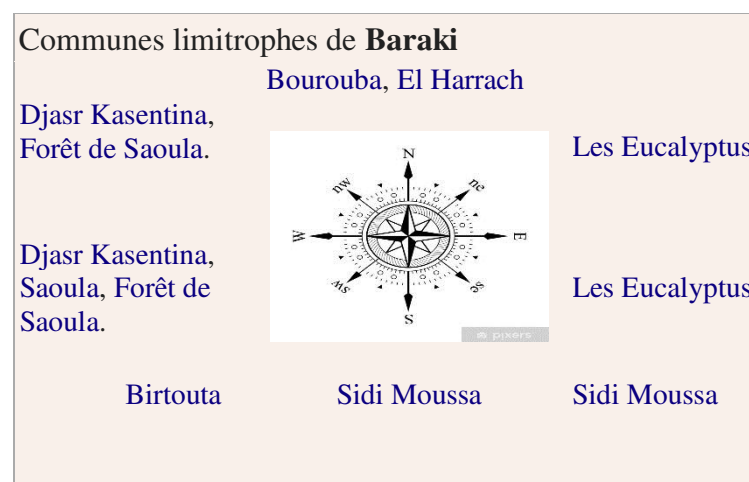 Communes limitrophes de Baraki
Bourouba, El Harrach
Djasr Kasentina,
Forêt de Saoula.
Les Eucalyptus
N
nw
ne
W
E
sw
se
S
pixers
Djasr Kasentina,
Saoula, Forêt de
Saoula.
Les Eucalyptus
Birtouta
Sidi Moussa
Sidi Moussa